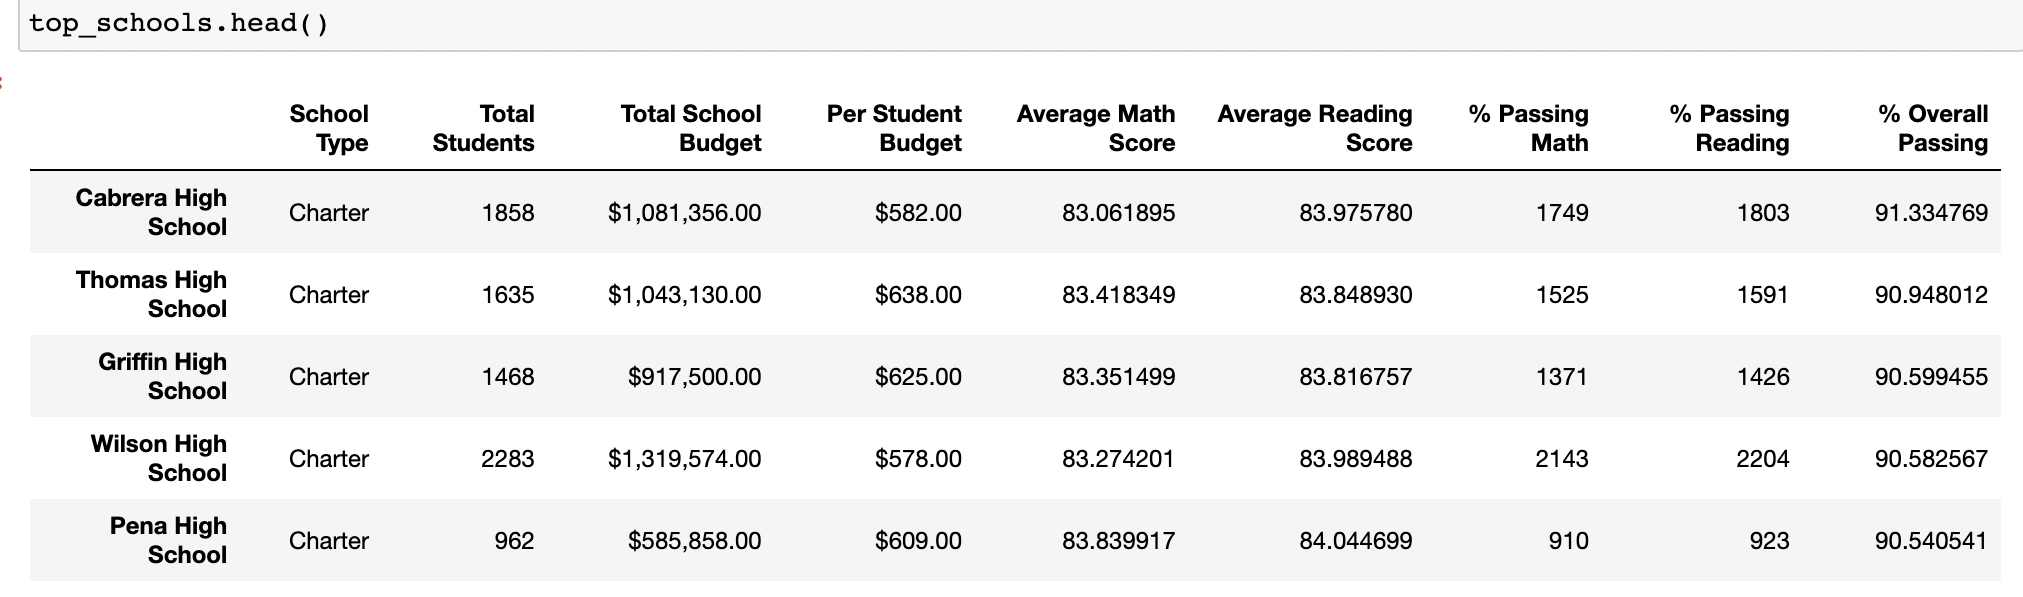 top_schools.head()
School Total Total School Per Student Average Math Average Reading % Passing % Passing % Overall
Type Students Budget Budget Score Score Math Reading Passing
Cabrera High
School Charter 1858 $1,081,356.00 $582.00 83.061895 83.975780 1749 1803 91.334769
Thomas High
School Charter 1635 $1,043,130.00 $638.00 83.418349 83.848930 1525 1591 90.948012
Griffin High
School Charter 1468 $917,500.00 $625.00 83.351499 83.816757 1371 1426 90.599455
Wilson High
School Charter 2283 $1,319,574.00 $578.00 83.274201 83.989488 2143 2204 90.582567
Pena High
School Charter 962 $585,858.00 $609.00 83.839917 84.044699 910 923 90.540541